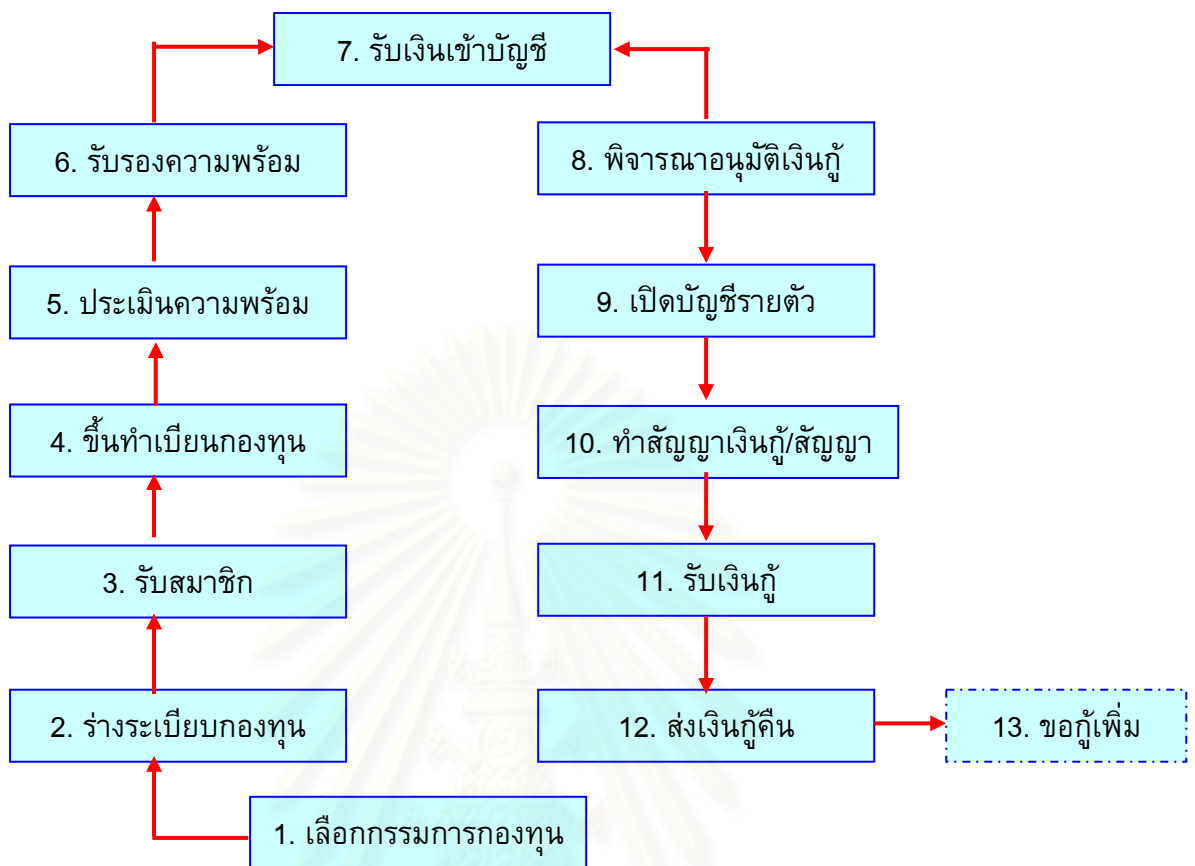 7. รับเงินเข้าบัญชี
6. รับรองความพร้อม
8. พิจารณาอนุมัติเงินกู้
5. ประเมินความพร้อม
9. เปิดบัญชีรายตัว
4. ขึ้นทำเบียนกองทุน
10. ทำสัญญาเงินกู้/สัญญา
3. รับสมาชิก
11. รับเงินกู้
2. ร่างระเบียบกองทุน
12. ส่งเงินกู้คืน
13. ขอกู้เพิ่ม
1. เลือกกรรมการกองทุน